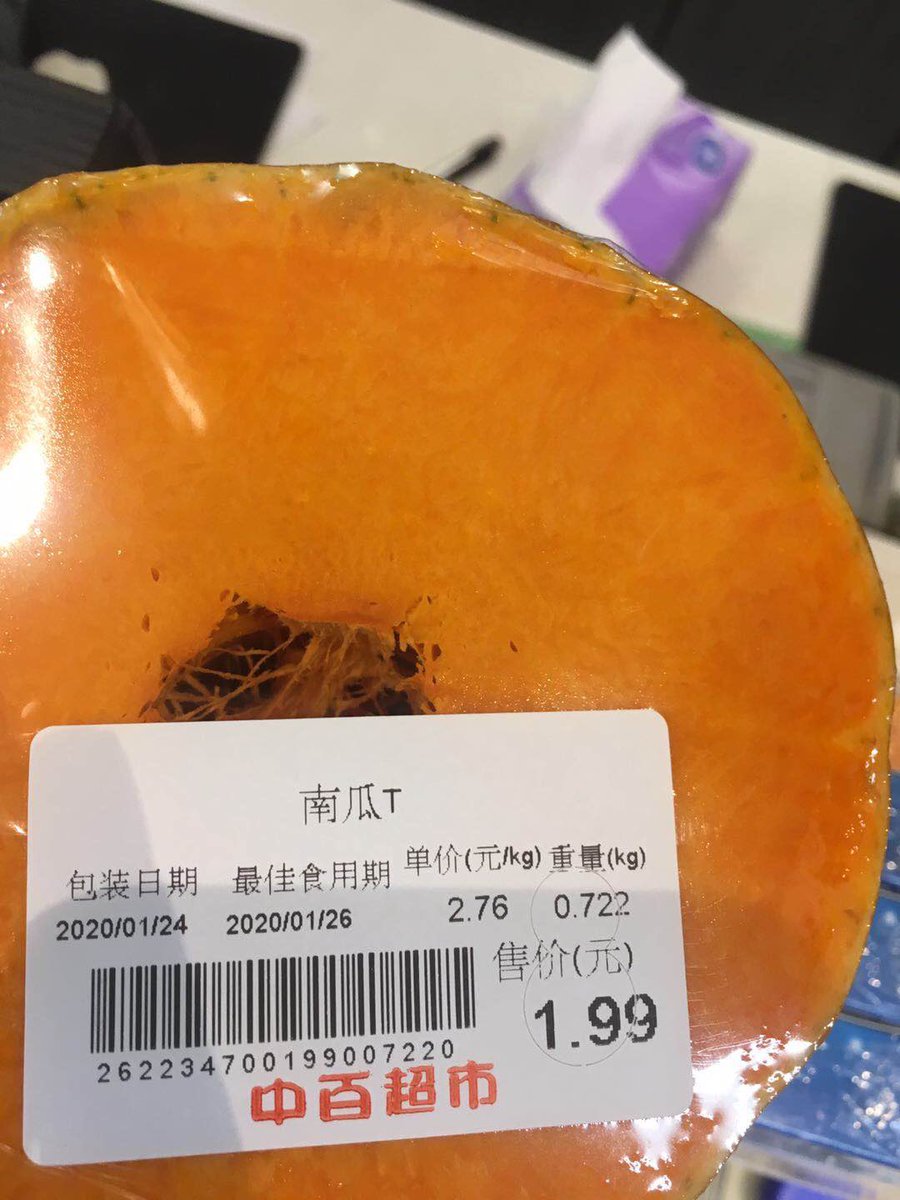 南瓜T
包装日期 最佳食用期 单价(元/kg) 重量(kg)
2020/01/24 2020/01/26 2.76 0.722
售价(元)
1.99
262234700199007220
中百超市